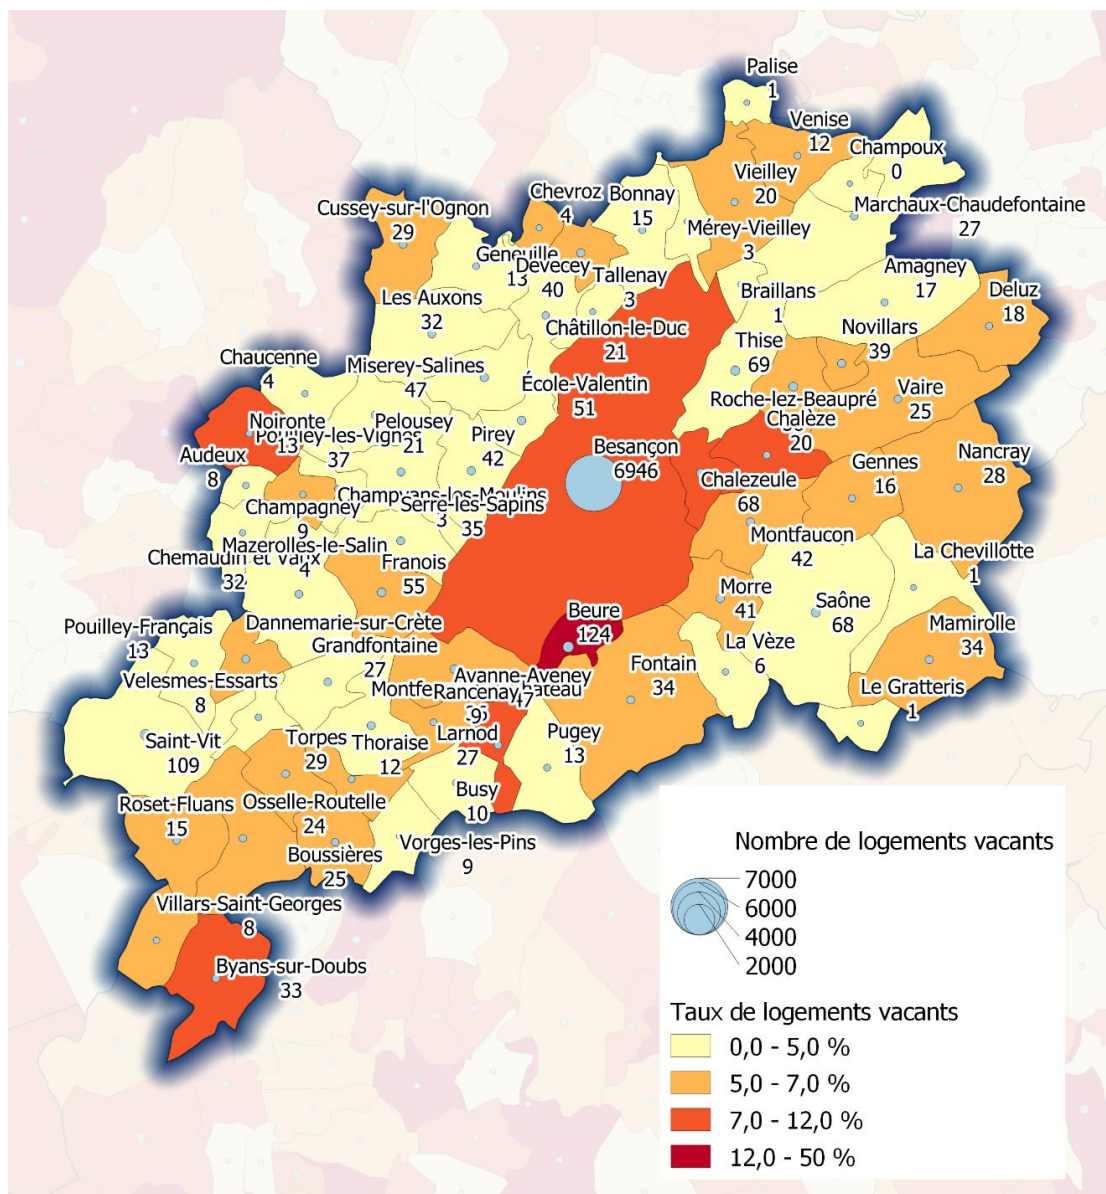 Palise
1
Venise
12
Champoux
0
Vieilley
20
Chevroz
4
Bonnay
15
Marchaux-Chaudefontaine
27
Cussey-sur-l'Ognon
29
Mérey-Vieilley
3
Geneuille
13
Devecey
40
Tallenay
3
Amagney
17
Deluz
18
Les Auxons
32
Braillans
1
Châtillon-le-Duc
21
Thise
69
Novillars
39
Chaucenne
4
Miserey-Salines
47
École-Valentin
51
Roche-lez-Beaupré
Vaire
25
Noironte
13
Pouilley-les-Vignes
37
Pelousey
21
Pirey
42
Chalèze
20
Audeux
8
Besançon
6946
Chalezeule
68
Gennes
16
Nancray
28
Champagney
9
Champvans-les-Moulins
3
Serre-les-Sapins
35
Montfaucon
42
Mazerolles-le-Salin
4
Chemaudin et Vaux
32
Franois
55
La Chevillotte
1
Morre
41
Saône
68
Beure
124
Mamirolle
34
Pouilley-Français
13
Dannemarie-sur-Crète
Grandfontaine
27
La Vèze
6
Velesmes-Essarts
8
Avanne-Aveney
47
Rancenay
9
Fontain
34
Le Gratteris
1
Saint-Vit
109
Torpes
29
Thoraise
12
Larnod
27
Pugey
13
Roset-Fluans
15
Osselle-Routelle
24
Busy
10
Boussières
25
Vorges-les-Pins
9
Villars-Saint-Georges
8
Byans-sur-Doubs
33
Nombre de logements vacants
7000
6000
4000
2000
Taux de logements vacants
0,0 - 5,0 %
5,0 - 7,0 %
7,0 - 12,0 %
12,0 - 50 %